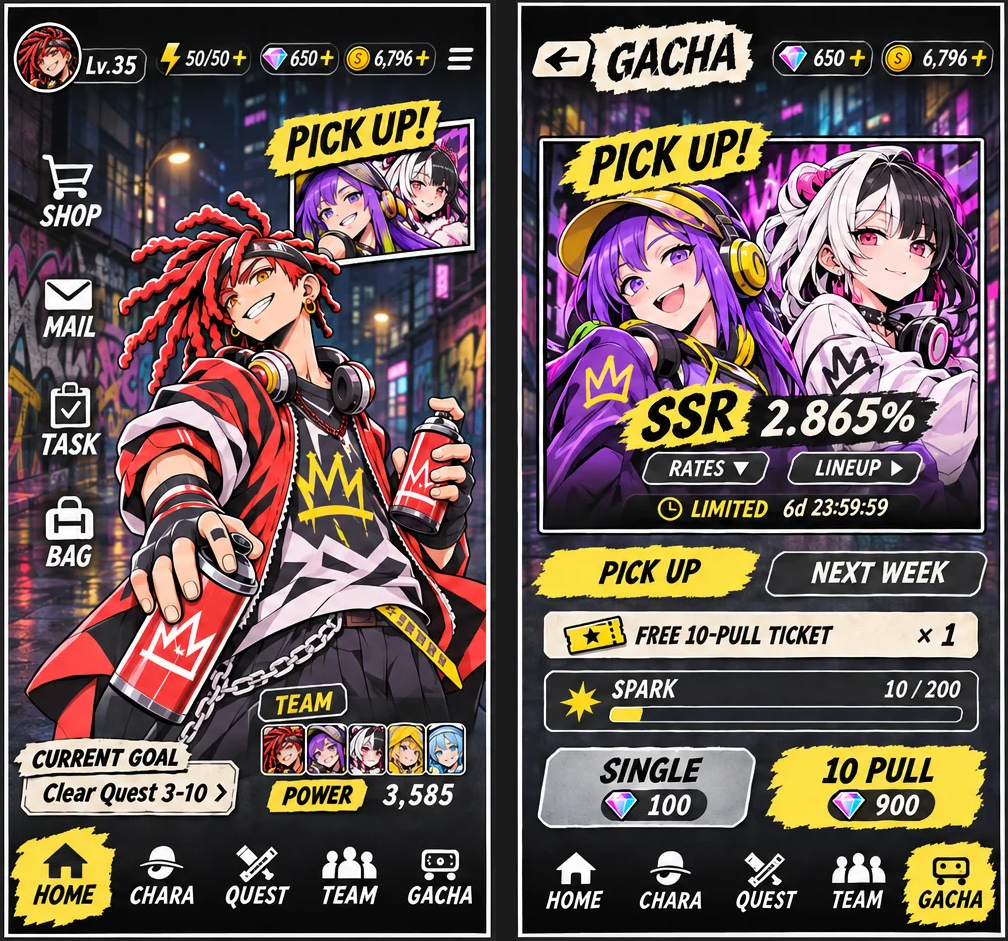 Lv.35
50/50+
650+
6,796+
PICK UP!
SHOP
MAIL
TASK
BAG
TEAM
CURRENT GOAL
Clear Quest 3-10 >
POWER 3,585
HOME
CHARA
QUEST
TEAM
GACHA
GACHA
650+
S 6,796+
PICK UP!
SSR 2.865%
RATES ▼
LINEUP ▶
LIMITED 6d 23:59:59
PICK UP
NEXT WEEK
FREE 10-PULL TICKET × 1
SPARK 10 / 200
SINGLE
100
10 PULL
900
HOME
CHARA
QUEST
TEAM
GACHA